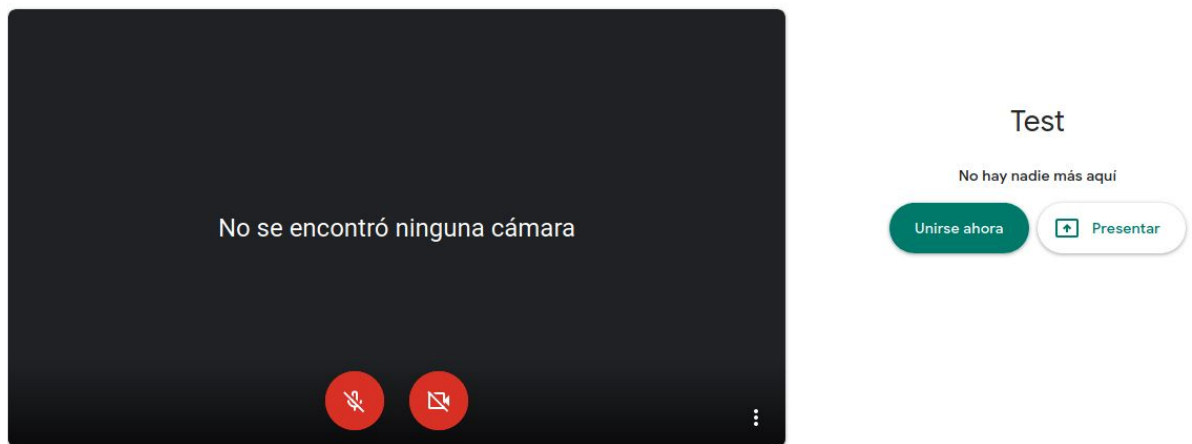 No se encontró ninguna cámara
Test
No hay nadie más aquí
Unirse ahora
Presentar